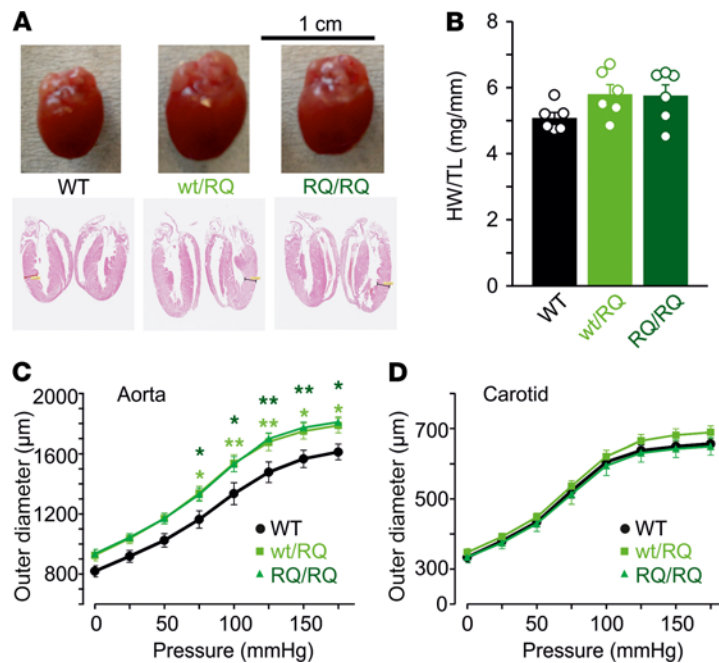 A
1 cm
WT
wt/RQ
RQ/RQ
B
HW/TL (mg/mm)
8
6
4
2
0
WT
wt/RQ
RQ/RQ
C
Aorta
Outer diameter (µm)
2000
1600
1200
800
* ** ** *
* * ** ** * *
WT
wt/RQ
RQ/RQ
0 50 100 150
Pressure (mmHg)
D
Carotid
Outer diameter (µm)
700
500
300
WT
wt/RQ
RQ/RQ
0 50 100 150
Pressure (mmHg)